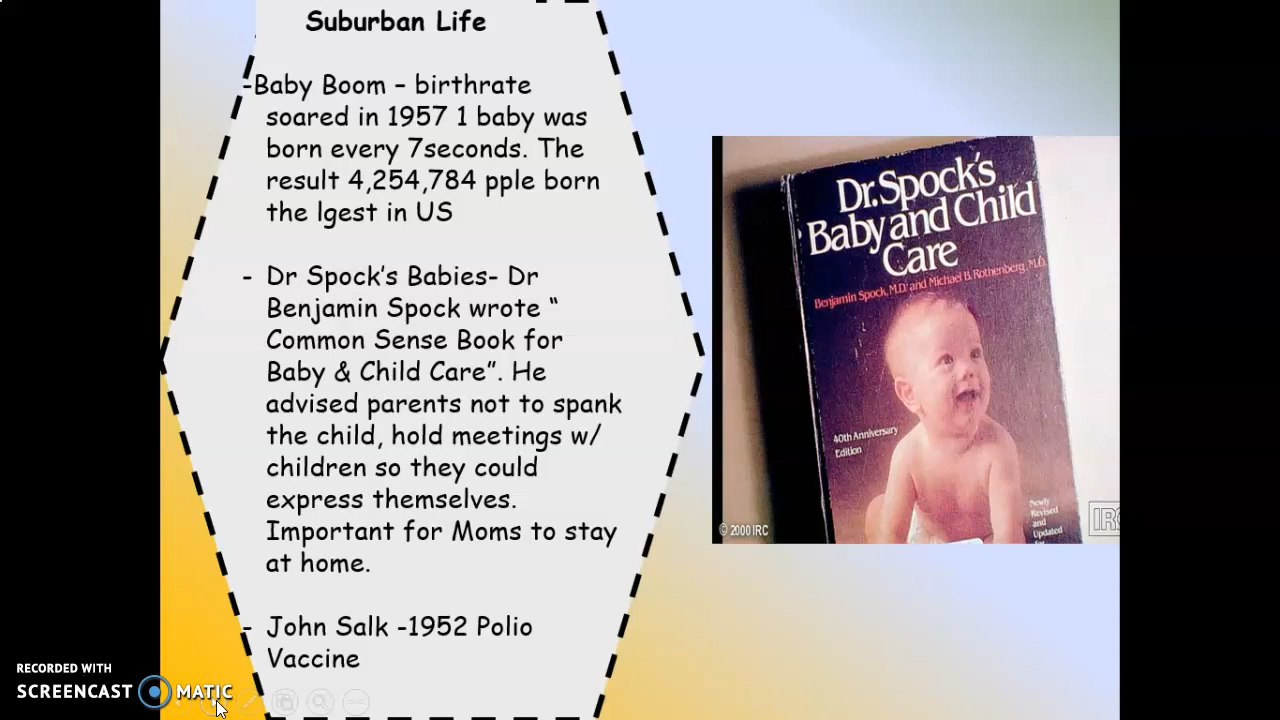 Suburban Life
-Baby Boom – birthrate
soared in 1957 1 baby was
born every 7seconds. The
result 4,254,784 pple born
the lgest in US
- Dr Spock's Babies- Dr
Benjamin Spock wrote "
Common Sense Book for
Baby & Child Care". He
advised parents not to spank
the child, hold meetings w/
children so they could
express themselves.
Important for Moms to stay
at home.
- John Salk -1952 Polio
Vaccine
Dr. Spock's
Baby and Child
Care
Benjamin Spock, M.D. and Michael B. Rothenberg, M.D.
40th Anniversary
Edition
Newly
Revised
and
Updated
© 2000 IRC
RECORDED WITH
SCREENCAST MATIC